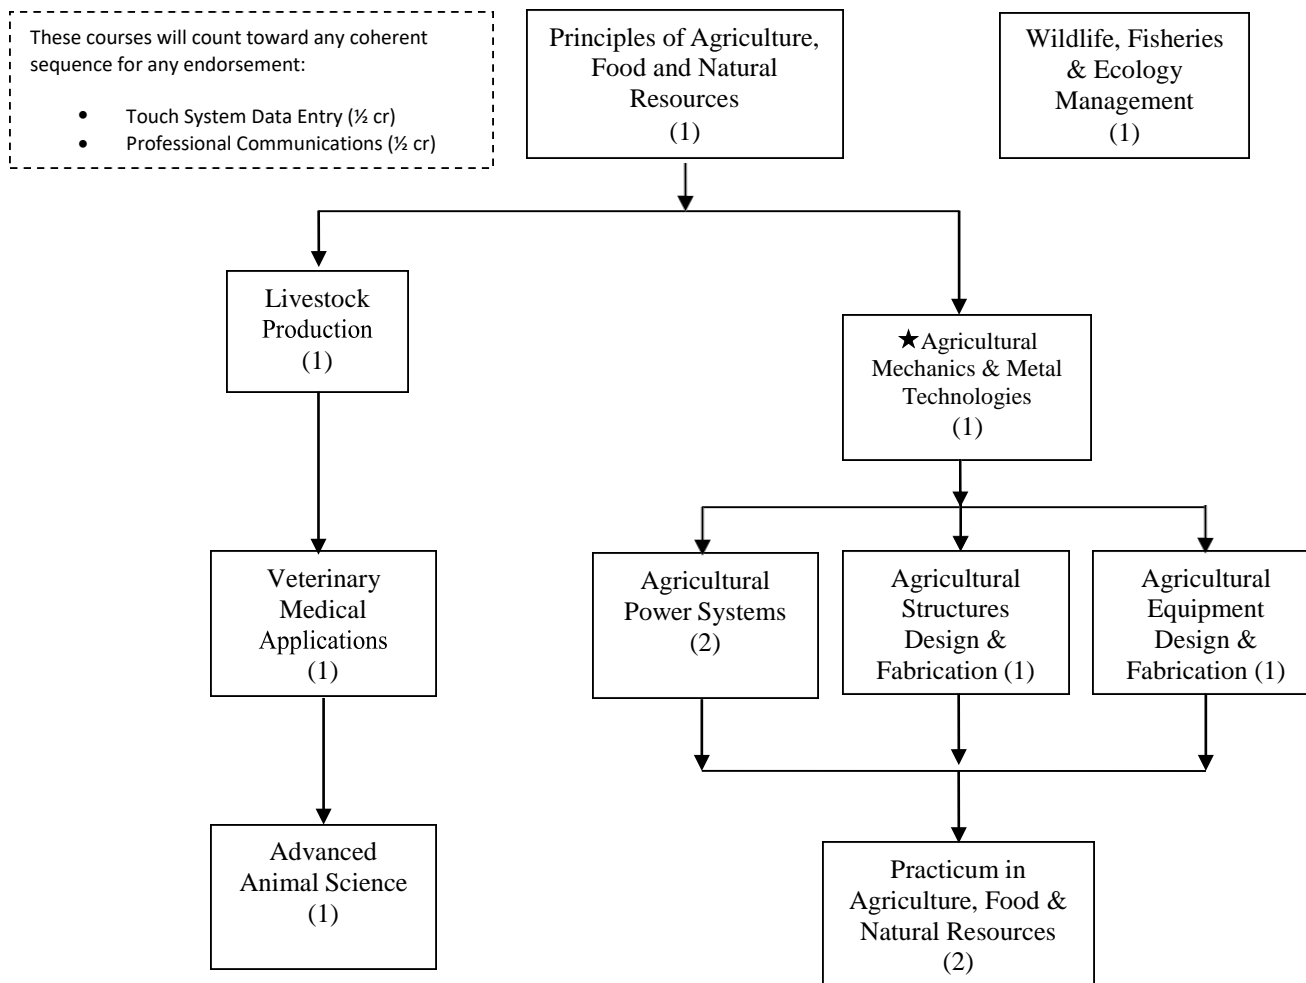 These courses will count toward any coherent
sequence for any endorsement:
• Touch System Data Entry (½ cr)
• Professional Communications (½ cr)
Principles of Agriculture,
Food and Natural
Resources
(1)
Wildlife, Fisheries
& Ecology
Management
(1)
Livestock
Production
(1)
★Agricultural
Mechanics & Metal
Technologies
(1)
Veterinary
Medical
Applications
(1)
Agricultural
Power Systems
(2)
Agricultural
Structures
Design &
Fabrication (1)
Agricultural
Equipment
Design &
Fabrication (1)
Advanced
Animal Science
(1)
Practicum in
Agriculture, Food &
Natural Resources
(2)